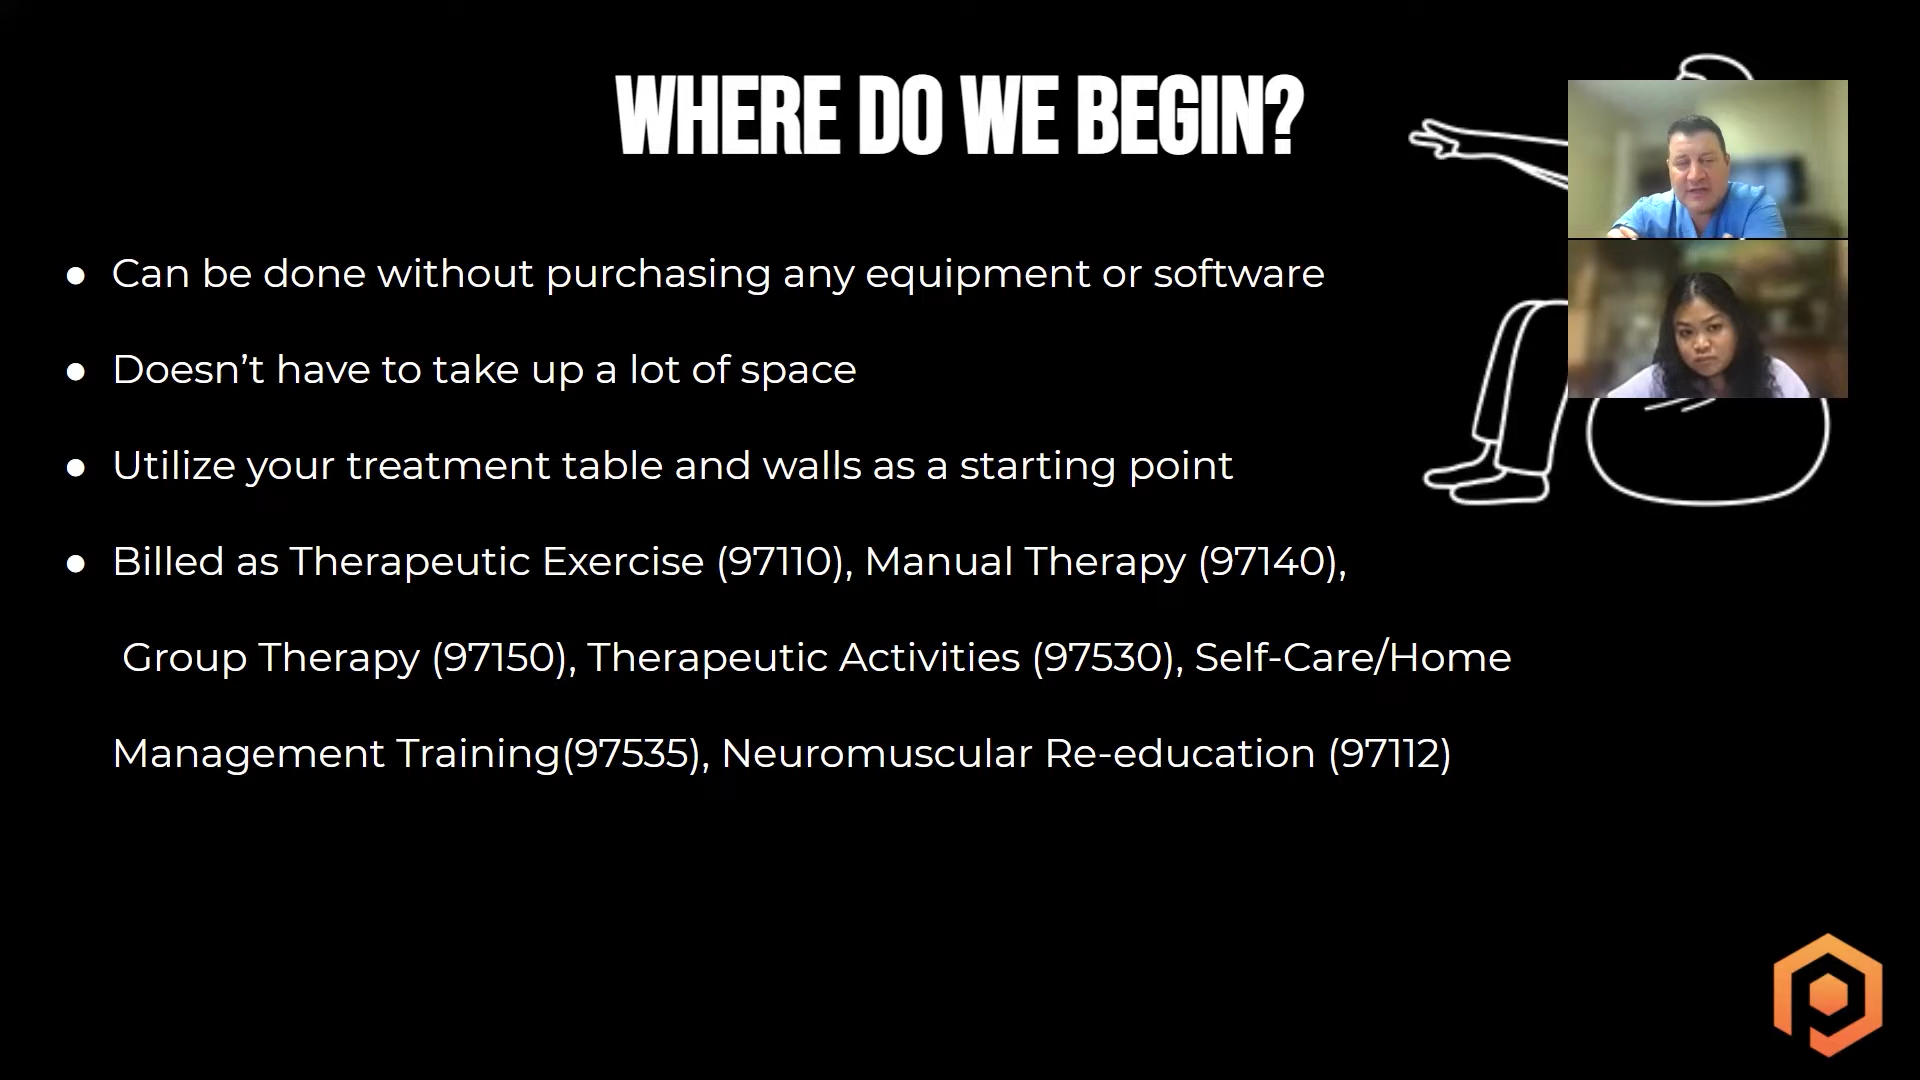 WHERE DO WE BEGIN?
● Can be done without purchasing any equipment or software
● Doesn’t have to take up a lot of space
● Utilize your treatment table and walls as a starting point
● Billed as Therapeutic Exercise (97110), Manual Therapy (97140),
Group Therapy (97150), Therapeutic Activities (97530), Self-Care/Home
Management Training(97535), Neuromuscular Re-education (97112)